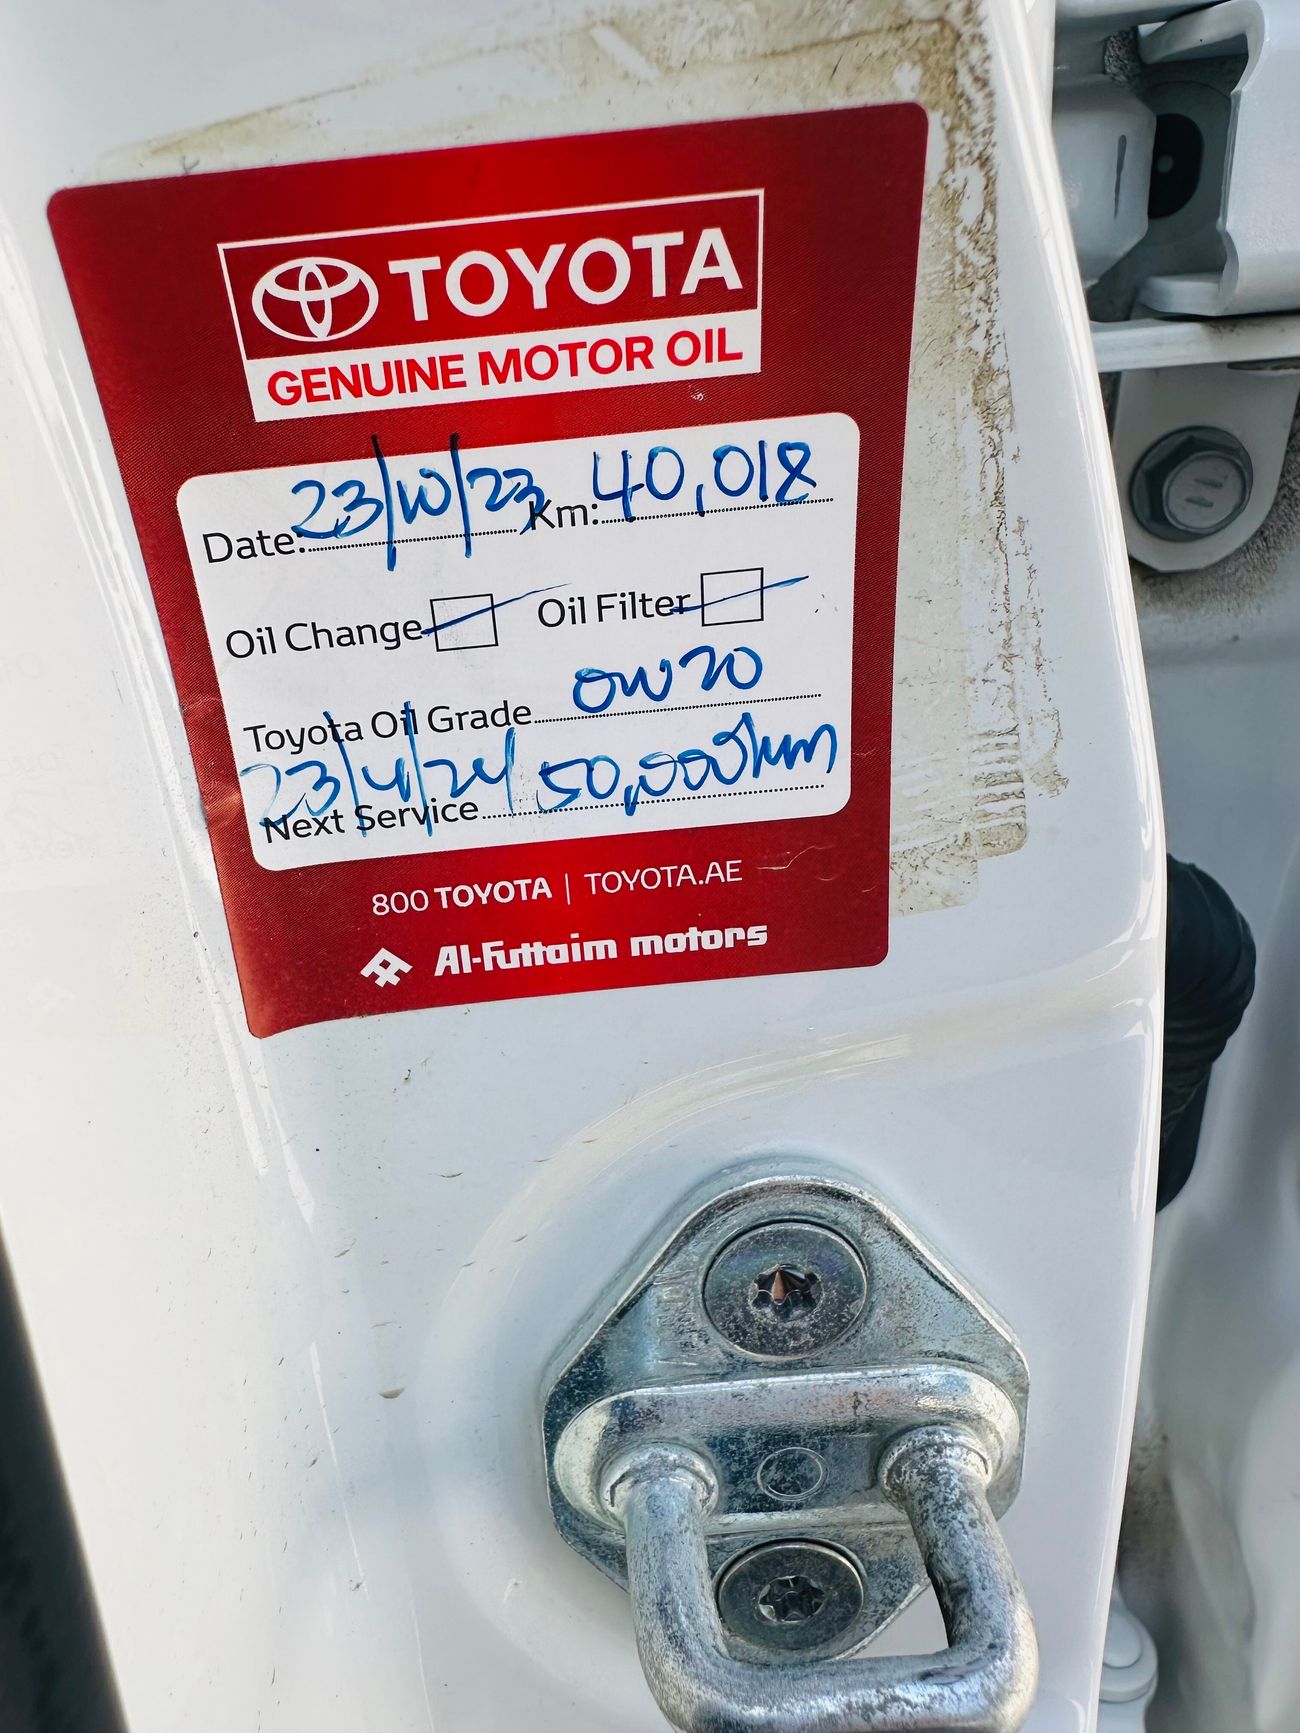 TOYOTA
GENUINE MOTOR OIL
Date: 23/10/23 Km: 40,018
Oil Change Oil Filter
Toyota Oil Grade 0W20
Next Service 23/4/24/50,000km
800 TOYOTA | TOYOTA.AE
Al-Futtaim motors